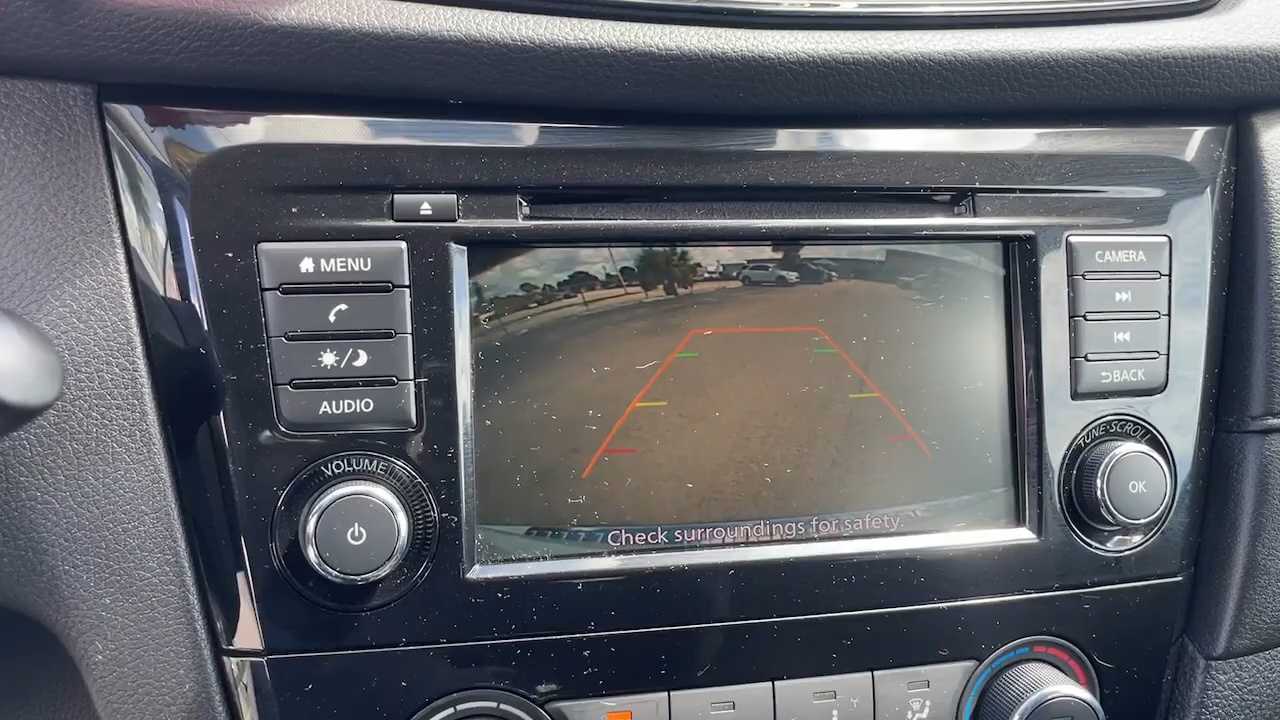 MENU
AUDIO
VOLUME
CAMERA
BACK
TUNE·SCROLL
OK
Check surroundings for safety.